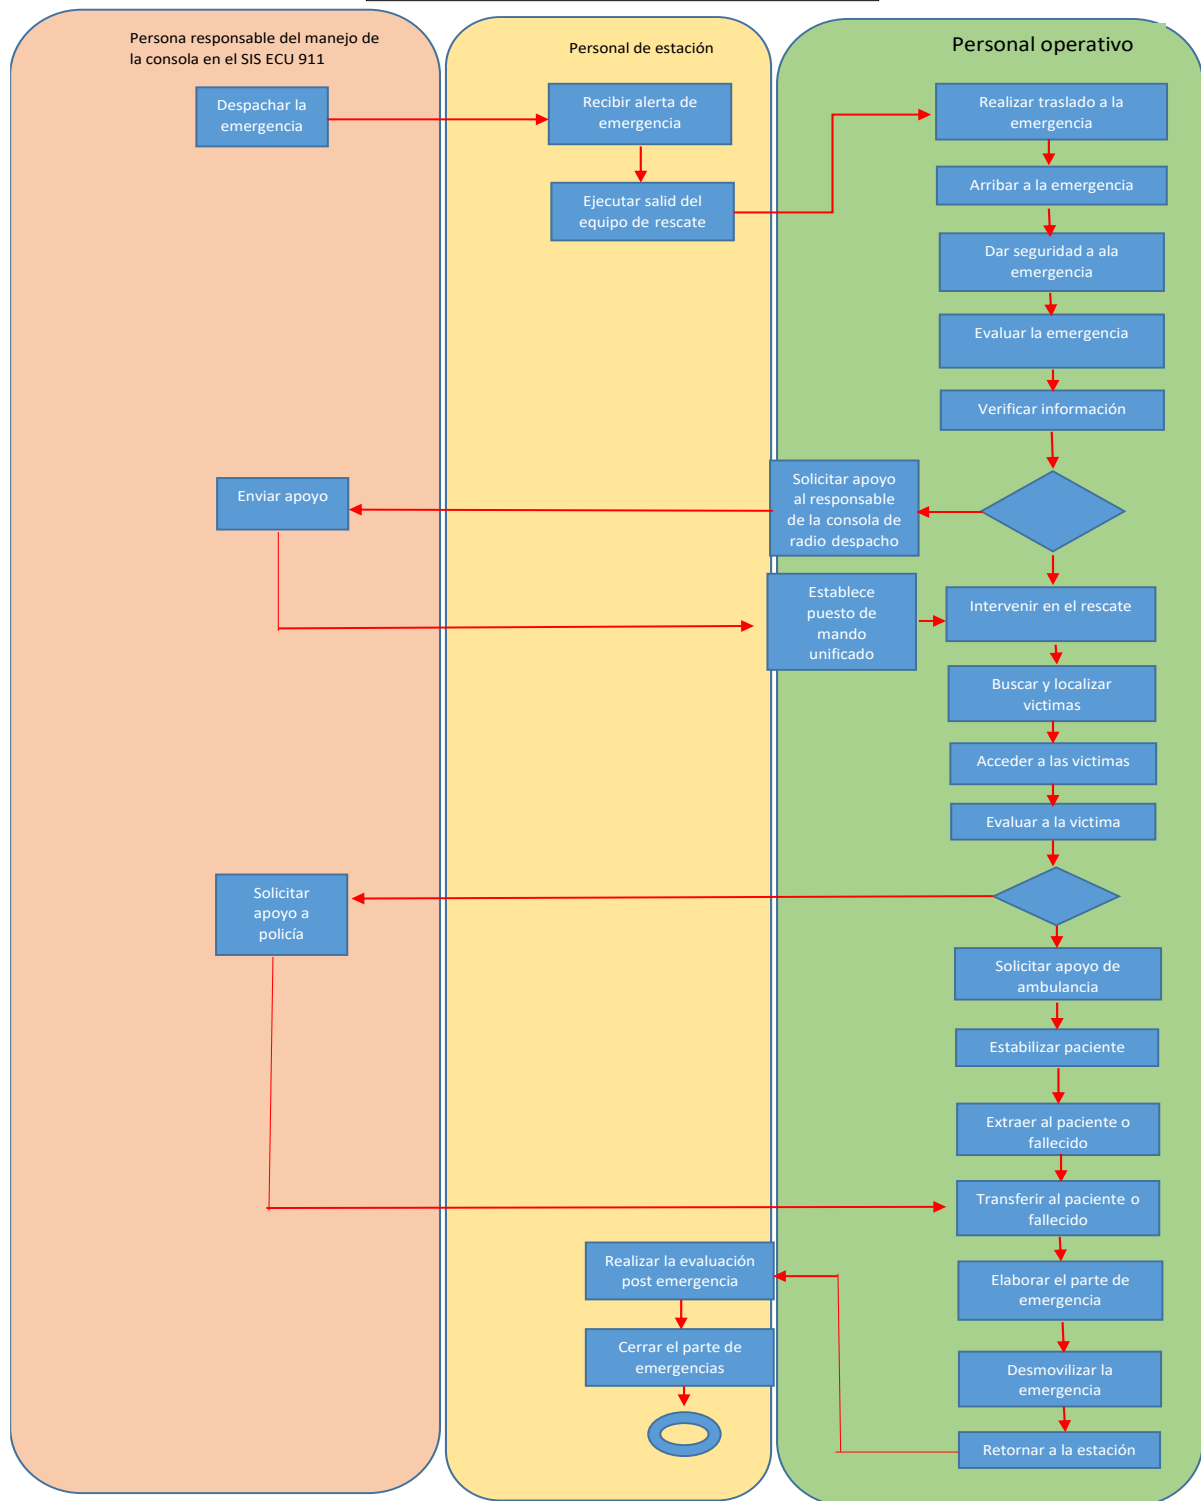 Persona responsable del manejo de
la consola en el SIS ECU 911
Personal de estación
Personal operativo
Despachar la
emergencia
Recibir alerta de
emergencia
Realizar traslado a la
emergencia
Arribar a la emergencia
Ejecutar salid del
equipo de rescate
Dar seguridad a ala
emergencia
Evaluar la emergencia
Verificar información
Solicitar apoyo
al responsable
de la consola de
radio despacho
Enviar apoyo
Establece
puesto de
mando
unificado
Intervenir en el rescate
Buscar y localizar
victimas
Acceder a las victimas
Evaluar a la victima
Solicitar
apoyo a
policía
Solicitar apoyo de
ambulancia
Estabilizar paciente
Extraer al paciente o
fallecido
Transferir al paciente o
fallecido
Realizar la evaluación
post emergencia
Elaborar el parte de
emergencia
Cerrar el parte de
emergencias
Desmovilizar la
emergencia
Retornar a la estación